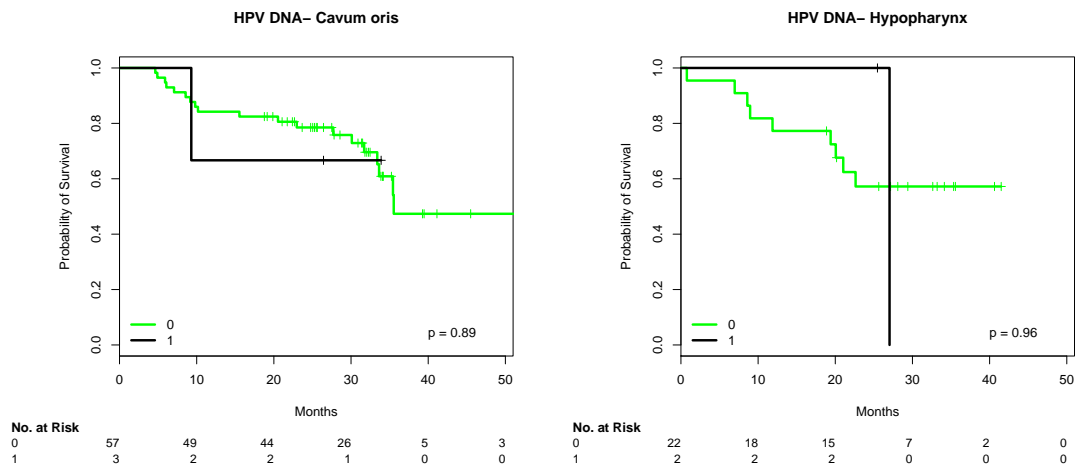 HPV DNA– Cavum oris
Probability of Survival
1.0
0.8
0.6
0.4
0.2
0.0
0
1
p = 0.89
0 10 20 30 40 50
Months
No. at Risk
0 57 49 44 26 5 3
1 3 2 2 1 0 0
HPV DNA– Hypopharynx
Probability of Survival
1.0
0.8
0.6
0.4
0.2
0.0
0
1
p = 0.96
0 10 20 30 40 50
Months
No. at Risk
0 22 18 15 7 2 0
1 2 2 2 0 0 0